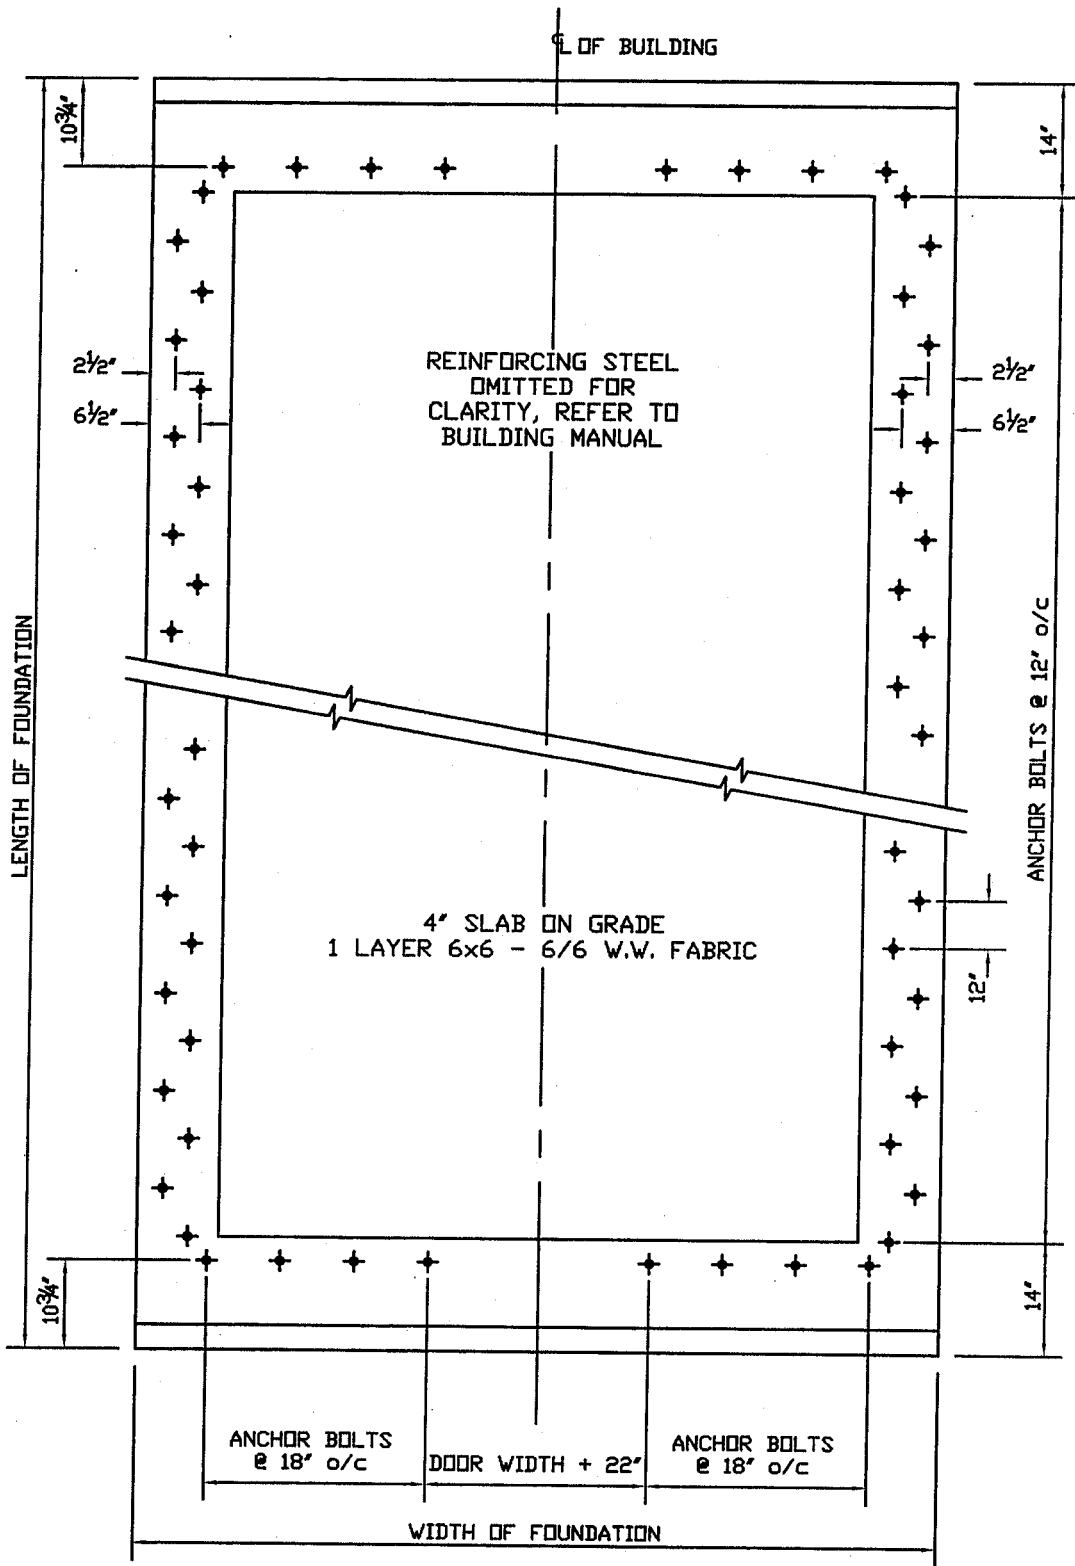 ℄ OF BUILDING
10¾"
14"
REINFORCING STEEL
OMITTED FOR
CLARITY, REFER TO
BUILDING MANUAL
2½"
6½"
2½"
6½"
LENGTH OF FOUNDATION
ANCHOR BOLTS @ 12" o/c
4" SLAB ON GRADE
1 LAYER 6x6 - 6/6 W.W. FABRIC
12"
10¾"
14"
ANCHOR BOLTS
@ 18" o/c
DOOR WIDTH + 22"
ANCHOR BOLTS
@ 18" o/c
WIDTH OF FOUNDATION